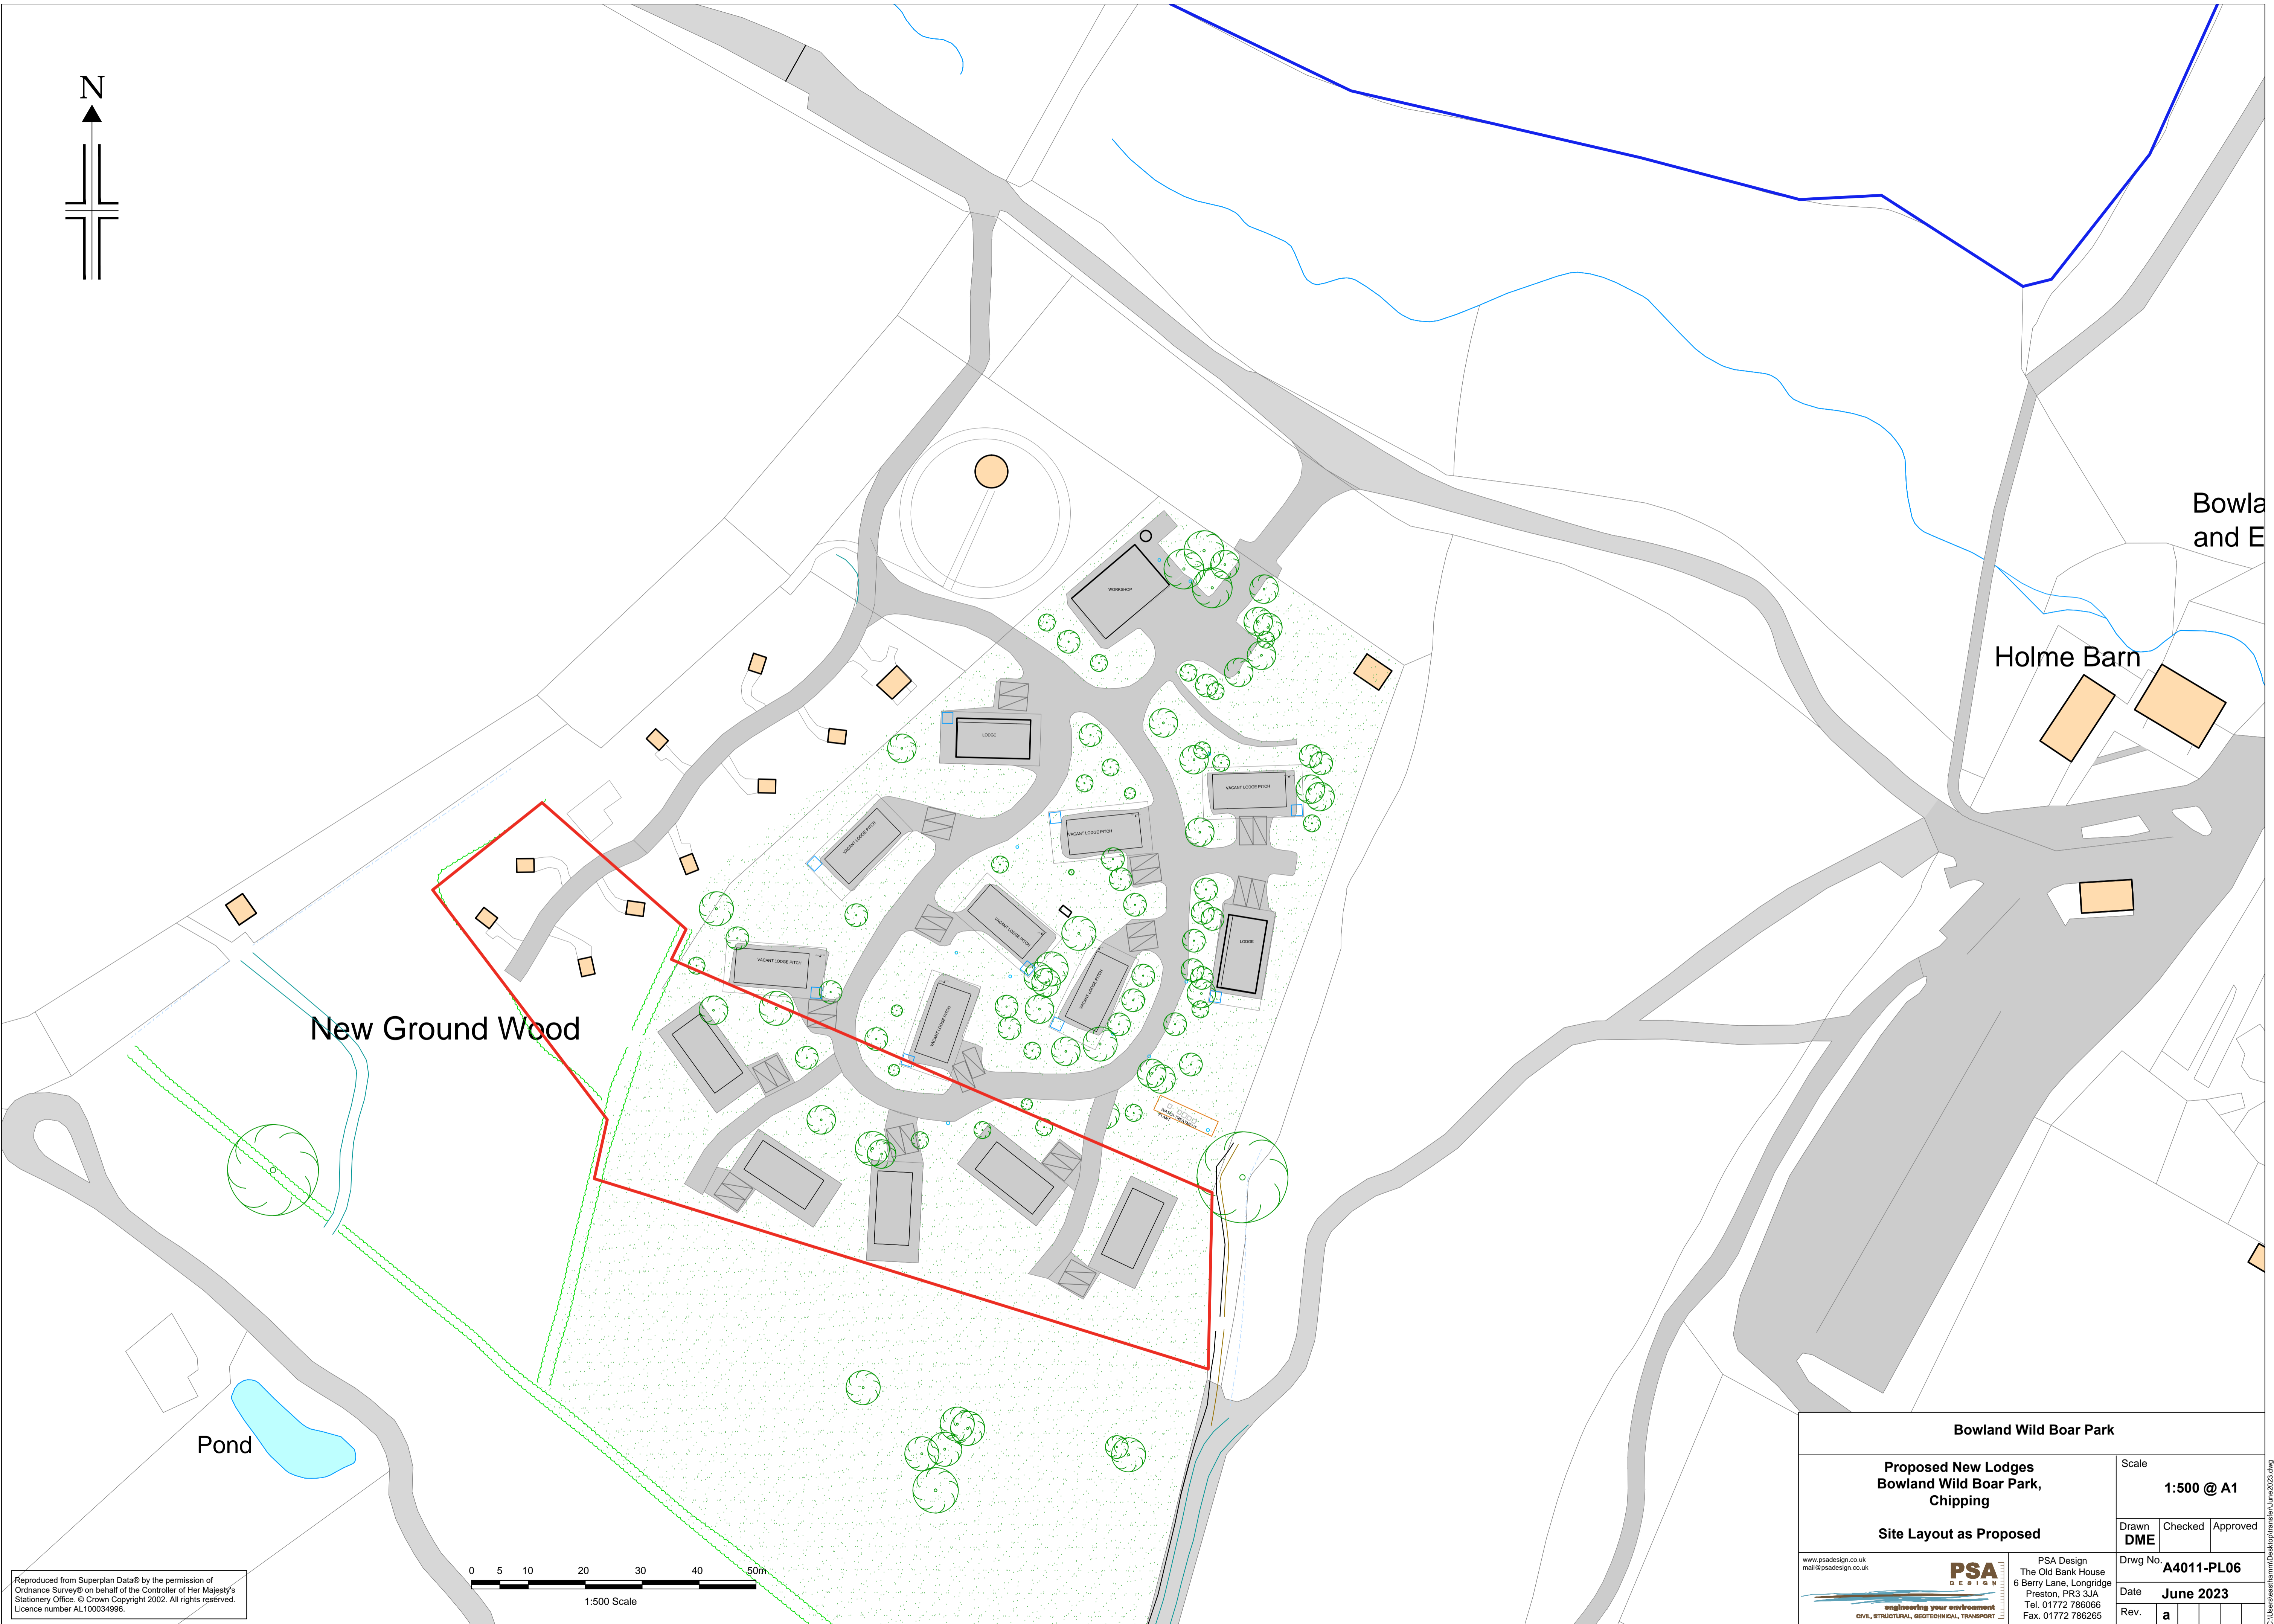 N
Bowla
and E
WORKSHOP
Holme Barn
LODGE
VACANT LODGE PITCH
VACANT LODGE PITCH
VACANT LODGE PITCH
VACANT LODGE PITCH
LODGE
VACANT LODGE PITCH
VACANT LODGE PITCH
VACANT LODGE PITCH
New Ground Wood
WATER TREATMENT
PLANT
Pond
Bowland Wild Boar Park
Proposed New Lodges
Bowland Wild Boar Park,
Chipping
Site Layout as Proposed
Scale
1:500 @ A1
Drawn Checked Approved
DME
www.psadesign.co.uk
mail@psadesign.co.uk
PSA
DESIGN
engineering your environment
CIVIL, STRUCTURAL, GEOTECHNICAL, TRANSPORT
PSA Design
The Old Bank House
6 Berry Lane, Longridge
Preston, PR3 3JA
Tel. 01772 786066
Fax. 01772 786265
Drwg No. A4011-PL06
Date June 2023
Rev. a
0 5 10 20 30 40 50m
1:500 Scale
Reproduced from Superplan Data® by the permission of
Ordnance Survey® on behalf of the Controller of Her Majesty's
Stationery Office. © Crown Copyright 2002. All rights reserved.
Licence number AL100034996.